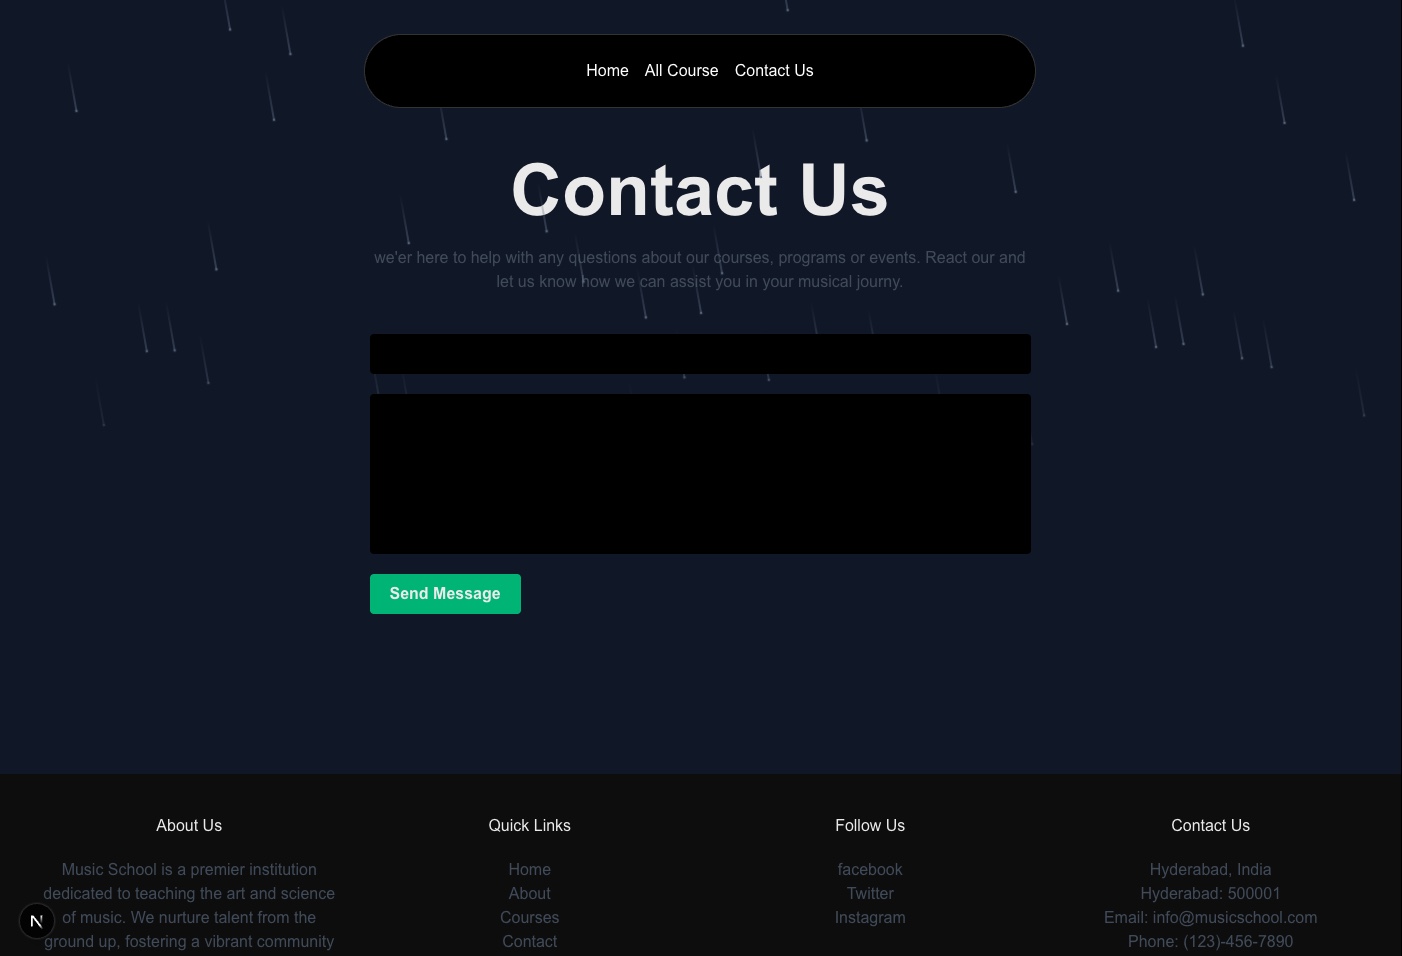 Home All Course Contact Us
Contact Us
we'er here to help with any questions about our courses, programs or events. React our and
let us know how we can assist you in your musical journy.
Send Message
About Us
Music School is a premier institution
dedicated to teaching the art and science
of music. We nurture talent from the
ground up, fostering a vibrant community
Quick Links
Home
About
Courses
Contact
Follow Us
facebook
Twitter
Instagram
Contact Us
Hyderabad, India
Hyderabad: 500001
Email: info@musicschool.com
Phone: (123)-456-7890
N